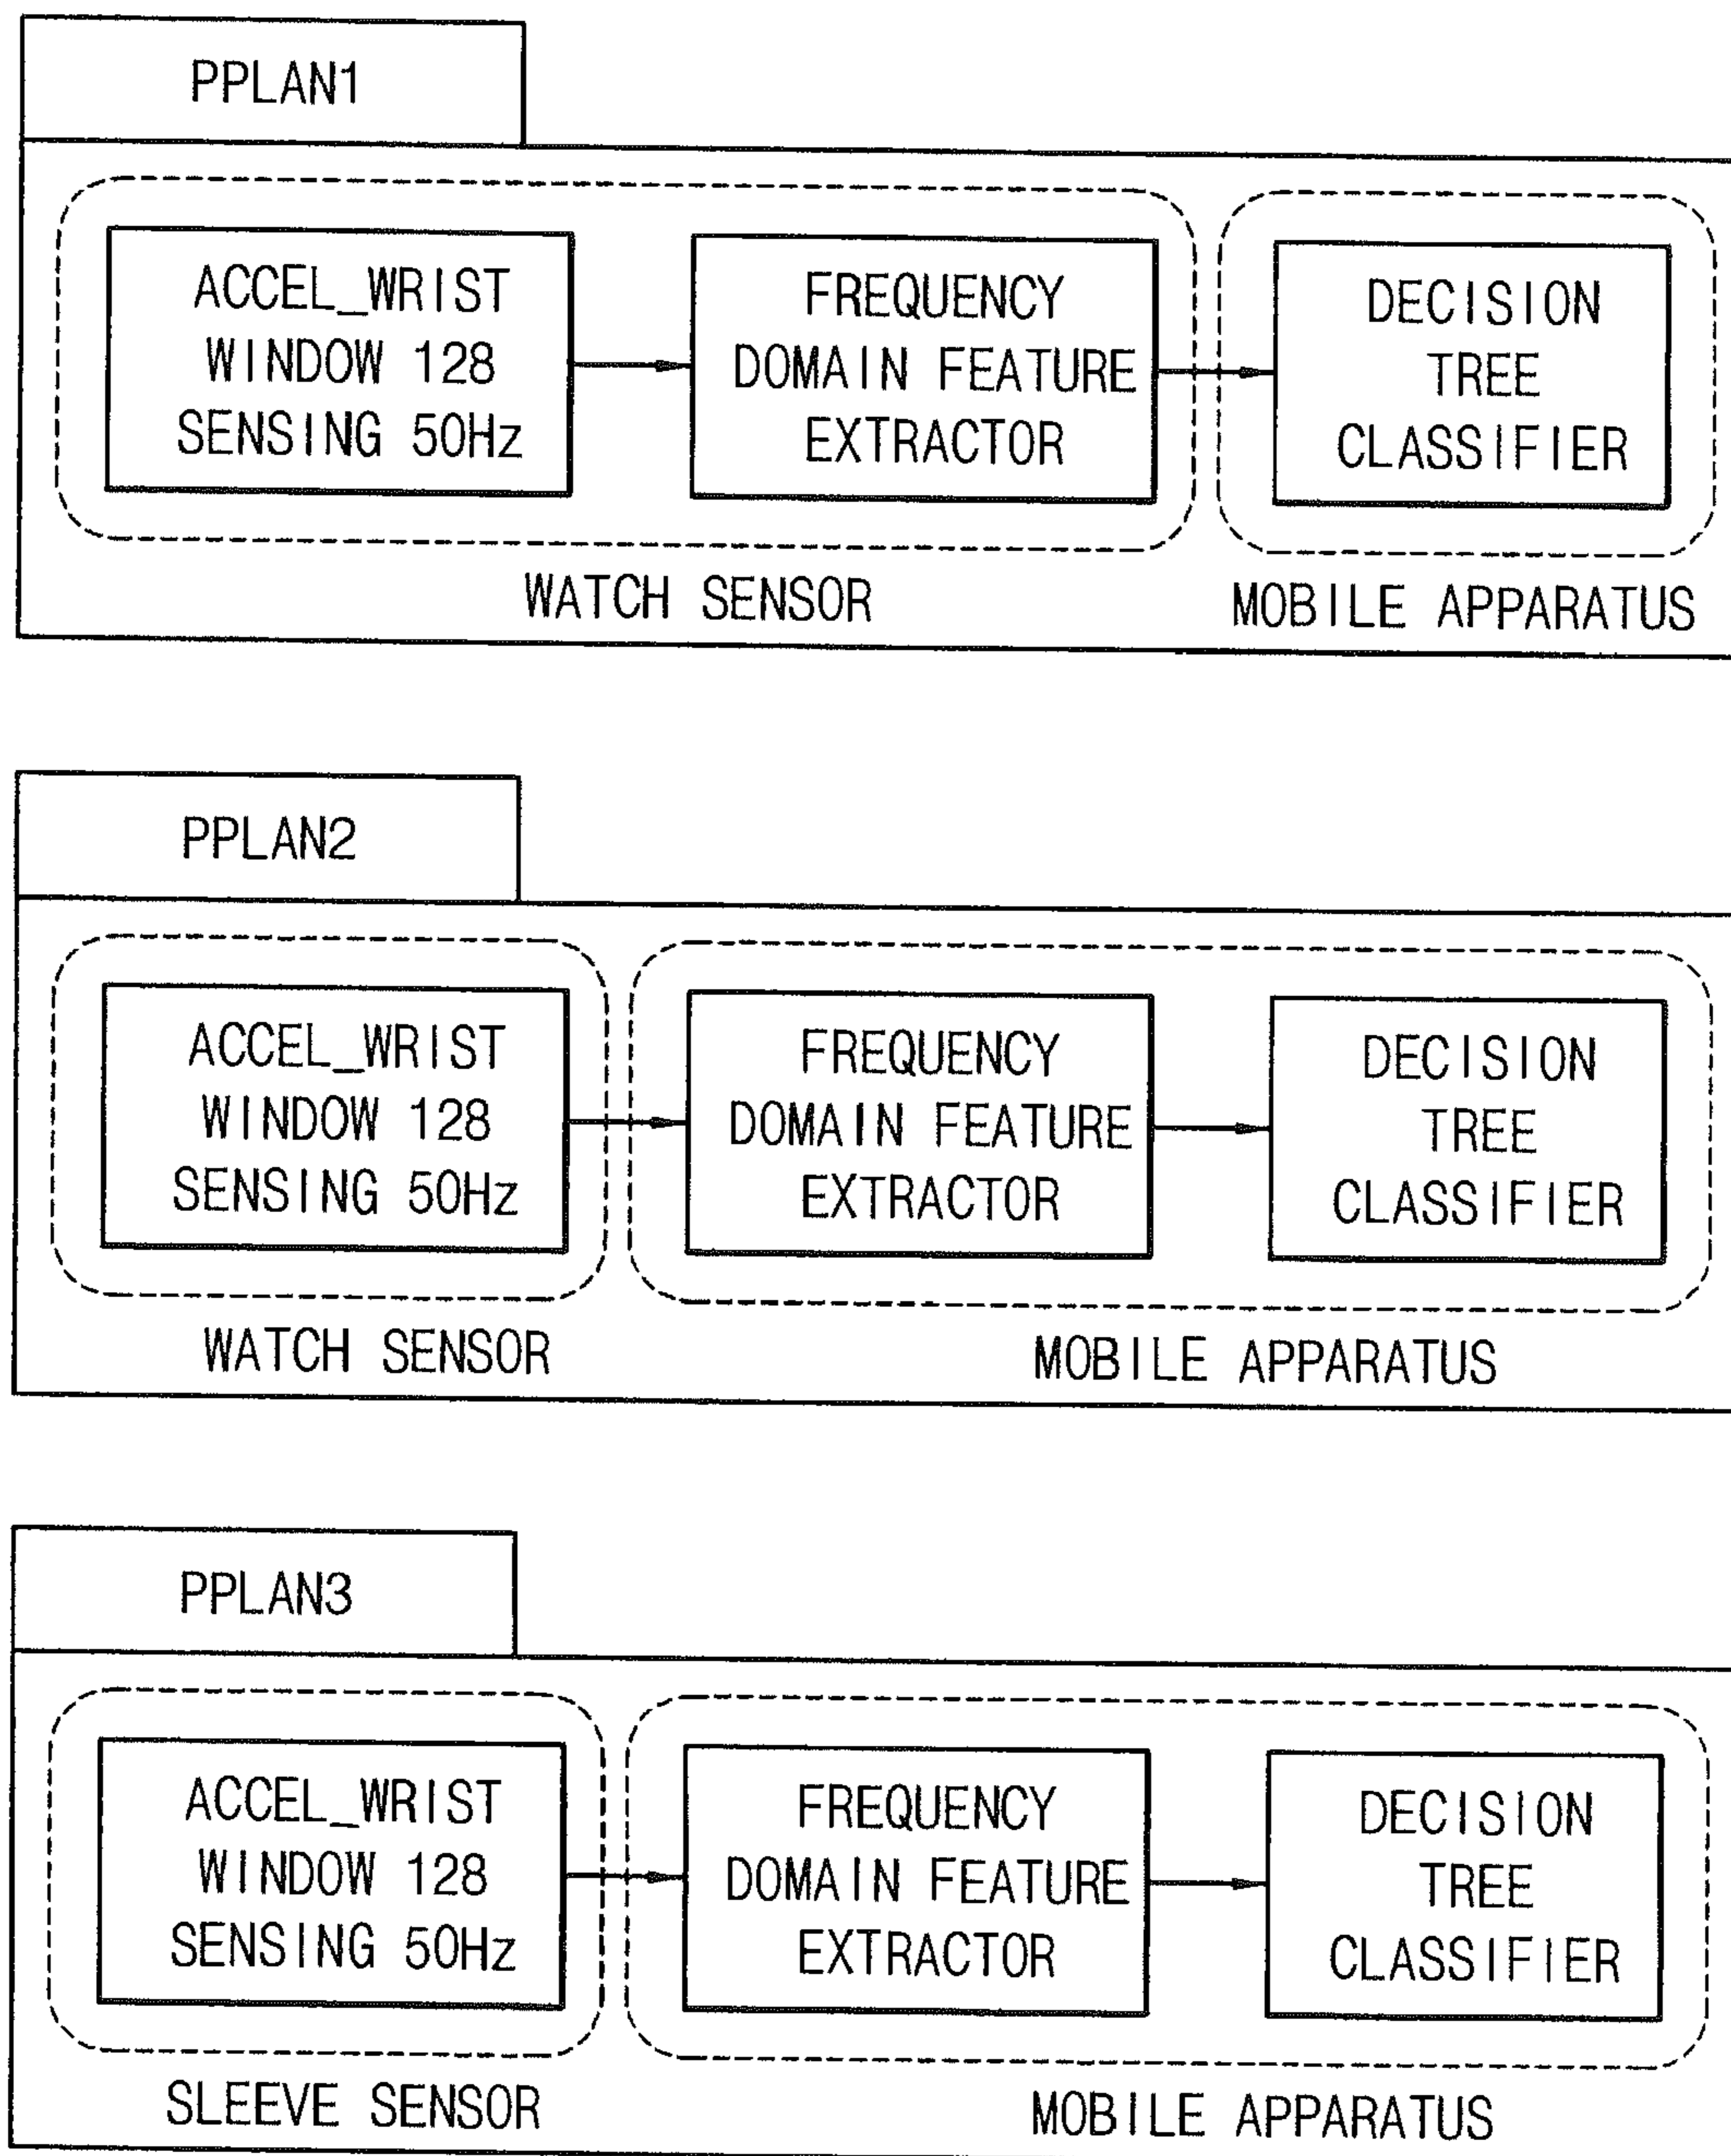 PPLAN1
ACCEL_WRIST
WINDOW 128
SENSING 50Hz
FREQUENCY
DOMAIN FEATURE
EXTRACTOR
DECISION
TREE
CLASSIFIER
WATCH SENSOR
MOBILE APPARATUS
PPLAN2
ACCEL_WRIST
WINDOW 128
SENSING 50Hz
FREQUENCY
DOMAIN FEATURE
EXTRACTOR
DECISION
TREE
CLASSIFIER
WATCH SENSOR
MOBILE APPARATUS
PPLAN3
ACCEL_WRIST
WINDOW 128
SENSING 50Hz
FREQUENCY
DOMAIN FEATURE
EXTRACTOR
DECISION
TREE
CLASSIFIER
SLEEVE SENSOR
MOBILE APPARATUS